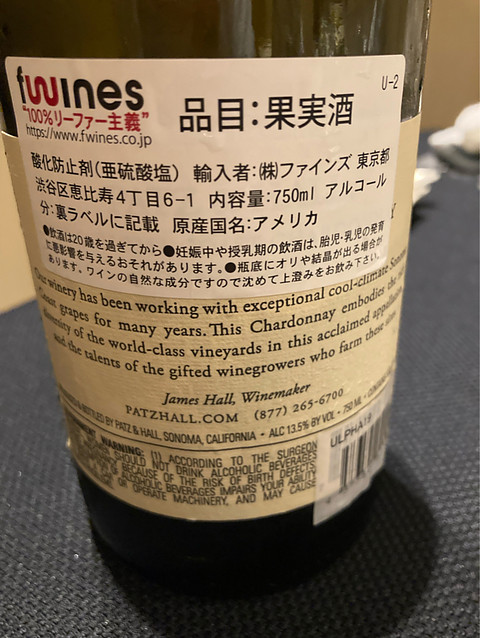 fwines
"100%リーファー主義"
https://www.fwines.co.jp
品目:果実酒
U-2
酸化防止剤(亜硫酸塩) 輸入者:㈱ファインズ 東京都
渋谷区恵比寿4丁目6-1 内容量:750ml アルコール
分:裏ラベルに記載 原産国名:アメリカ
●飲酒は20歳を過ぎてから●妊娠中や授乳期の飲酒は、胎児・乳児の発育
に悪影響を与えるおそれがあります。●瓶底にオリや結晶が出る場合が
あります。ワインの自然な成分ですので沈めて上澄みをお飲み下さい。
Y
Our winery has been working with exceptional cool-climate
grapes for many years. This Chardonnay embodies the
of the world-class vineyards in this acclaimed
and the talents of the gifted winegrowers who farm these
James Hall, Winemaker
PATZHALL.COM (877) 265-6700
& BOTTLED BY PATZ & HALL, SONOMA, CALIFORNIA • ALC 13.5% BY VOL • 750 ML •
WARNING: (1) ACCORDING TO THE SURGEON
SHOULD NOT DRINK ALCOHOLIC BEVERAGES
BECAUSE OF THE RISK OF BIRTH DEFECTS.
ALCOHOLIC BEVERAGES IMPAIRS YOUR ABILITY
OR OPERATE MACHINERY, AND MAY CAUSE
ULPHA19